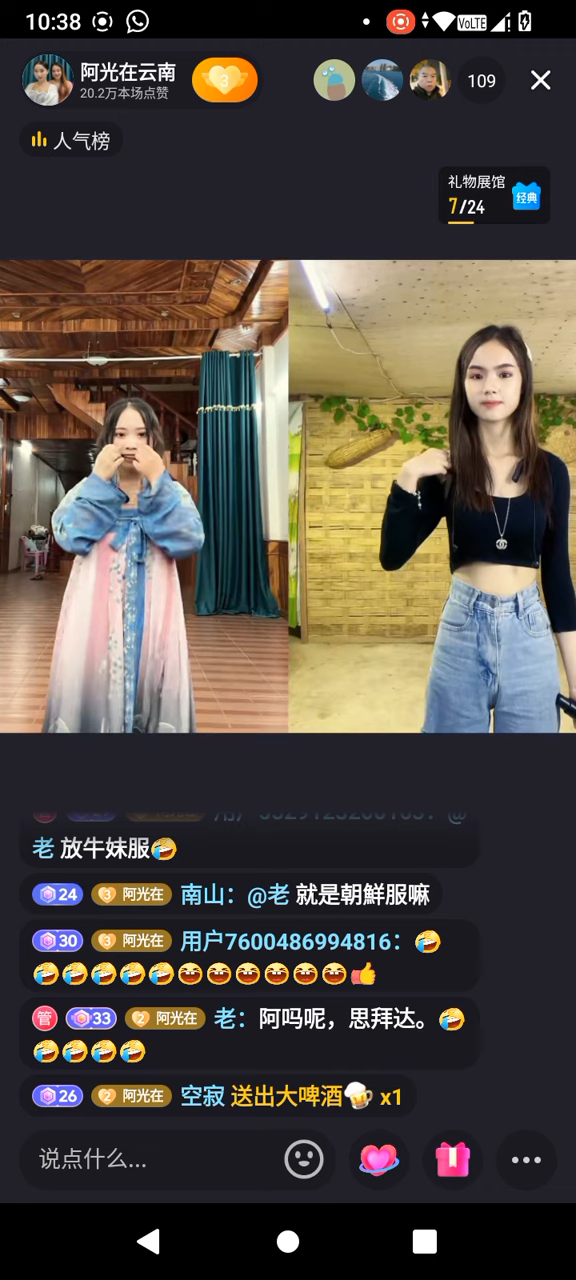 10:38
VoLTE
阿光在云南
20.2万本场点赞
3
109
人气榜
礼物展馆
7/24
经典
老 放牛妹服🤣
24 3 阿光在 南山：@老 就是朝鮮服嘛
30 3 阿光在 用户7600486994816：🤣
🤣🤣🤣🤣🤣😆😆😆😆😆😆👍
管 33 2 阿光在 老：阿吗呢，思拜达。🤣
🤣🤣🤣🤣
26 2 阿光在 空寂 送出大啤酒🍺 x1
说点什么...